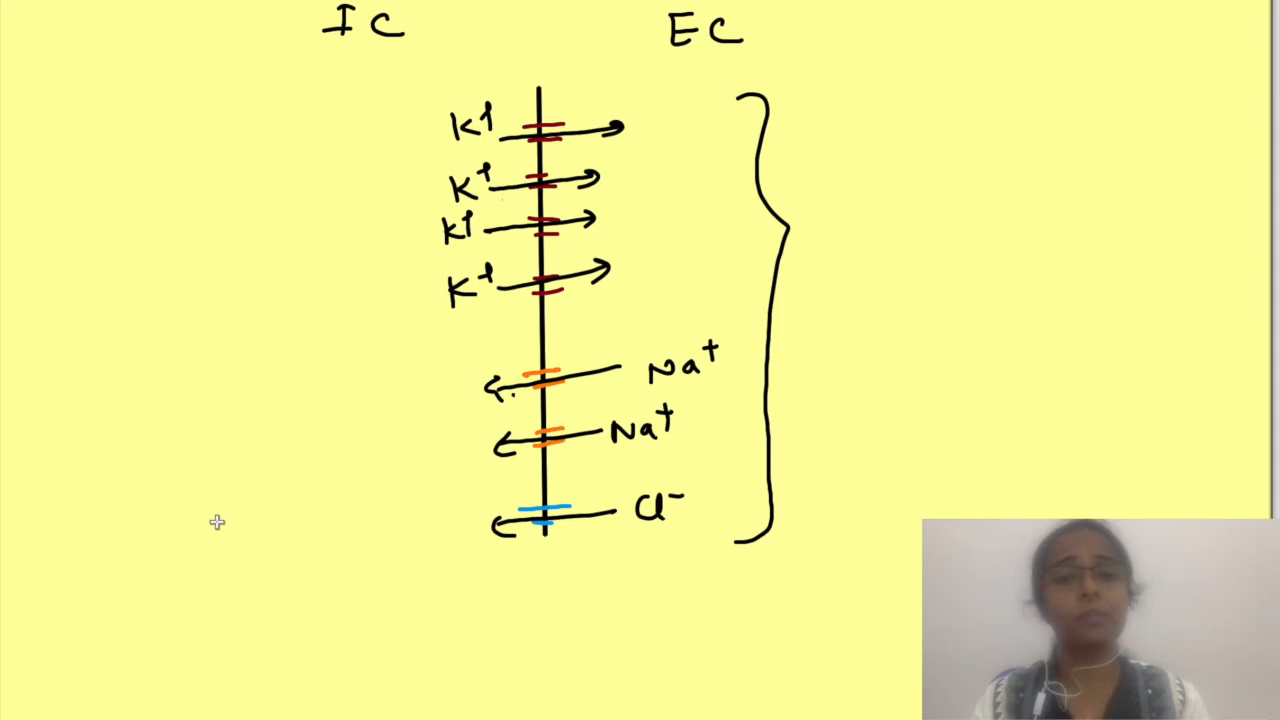 IC EC
K+
K+
K+
K+
Na+
Na+
Cl-